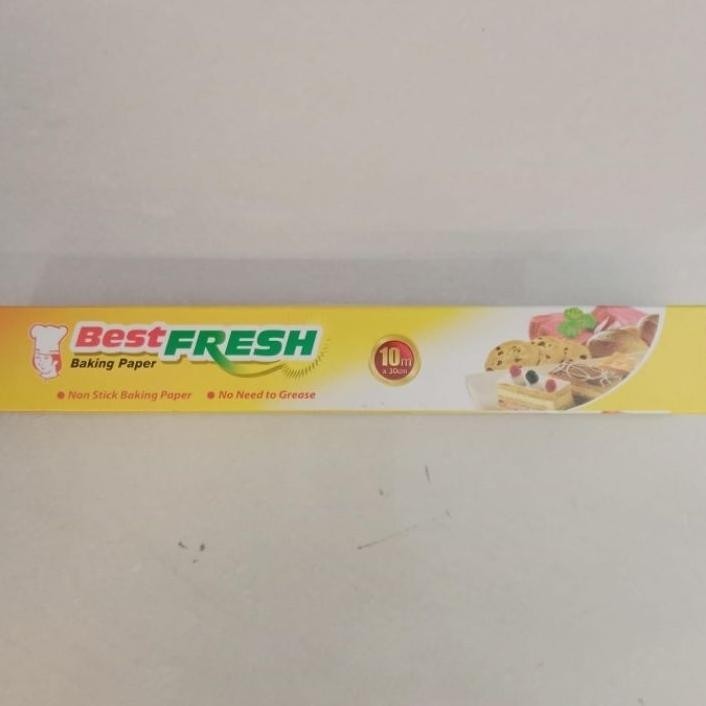 Best FRESH
Baking Paper
10m
x 30cm
• Non Stick Baking Paper • No Need to Grease